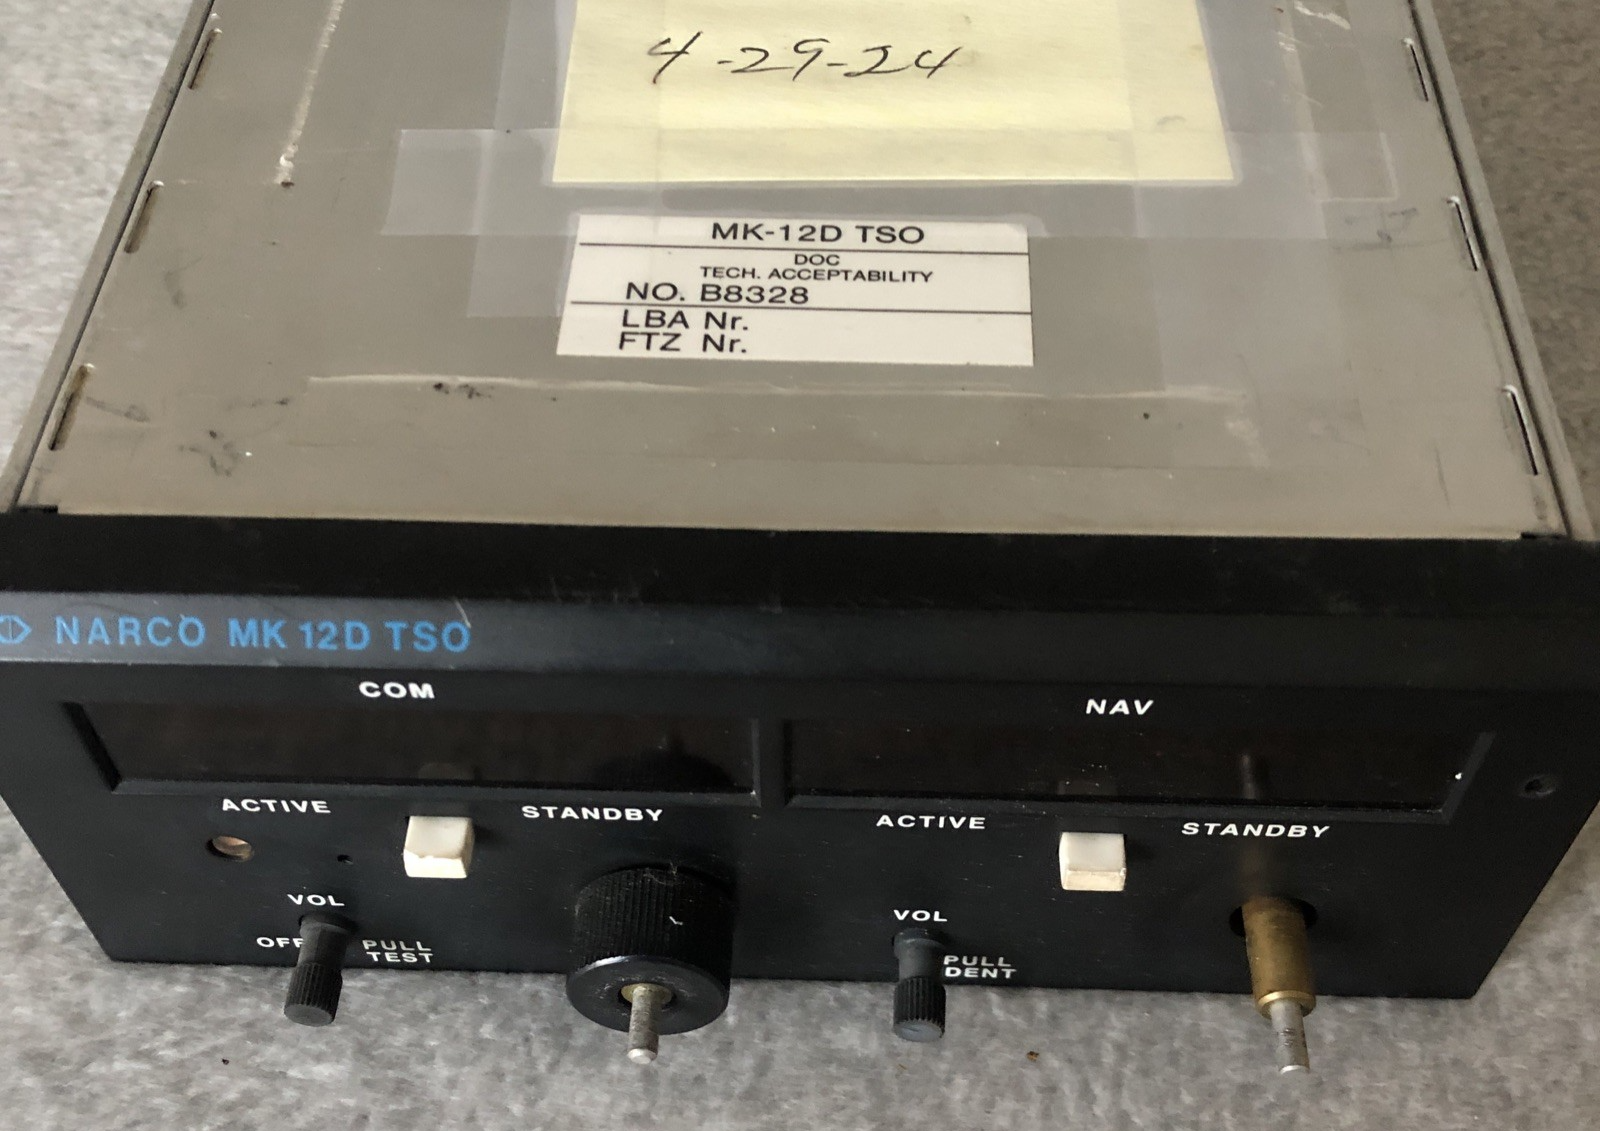 4-29-24
MK-12D TSO
DOC
TECH. ACCEPTABILITY
NO. B8328
LBA Nr.
FTZ Nr.
NARCO MK 12D TSO
COM
NAV
ACTIVE
STANDBY
ACTIVE
STANDBY
VOL
OFF
PULL
TEST
VOL
PULL
IDENT